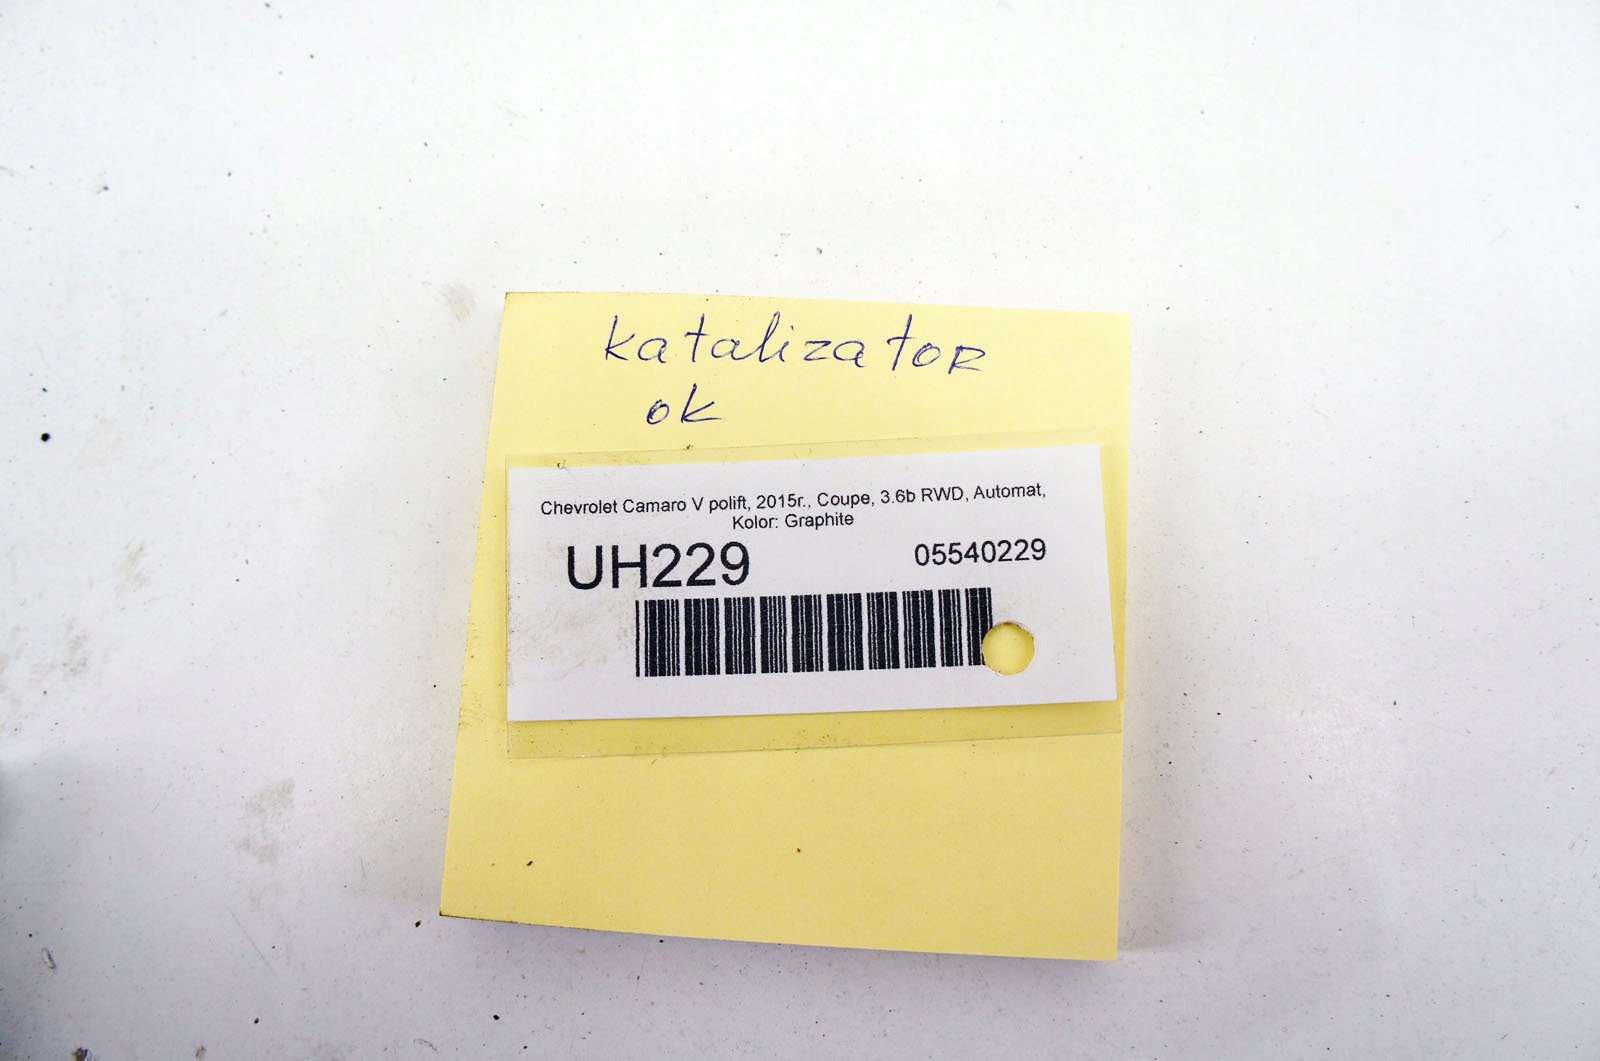 katalizator
ok
Chevrolet Camaro V polift, 2015r., Coupe, 3.6b RWD, Automat,
Kolor: Graphite
UH229 05540229